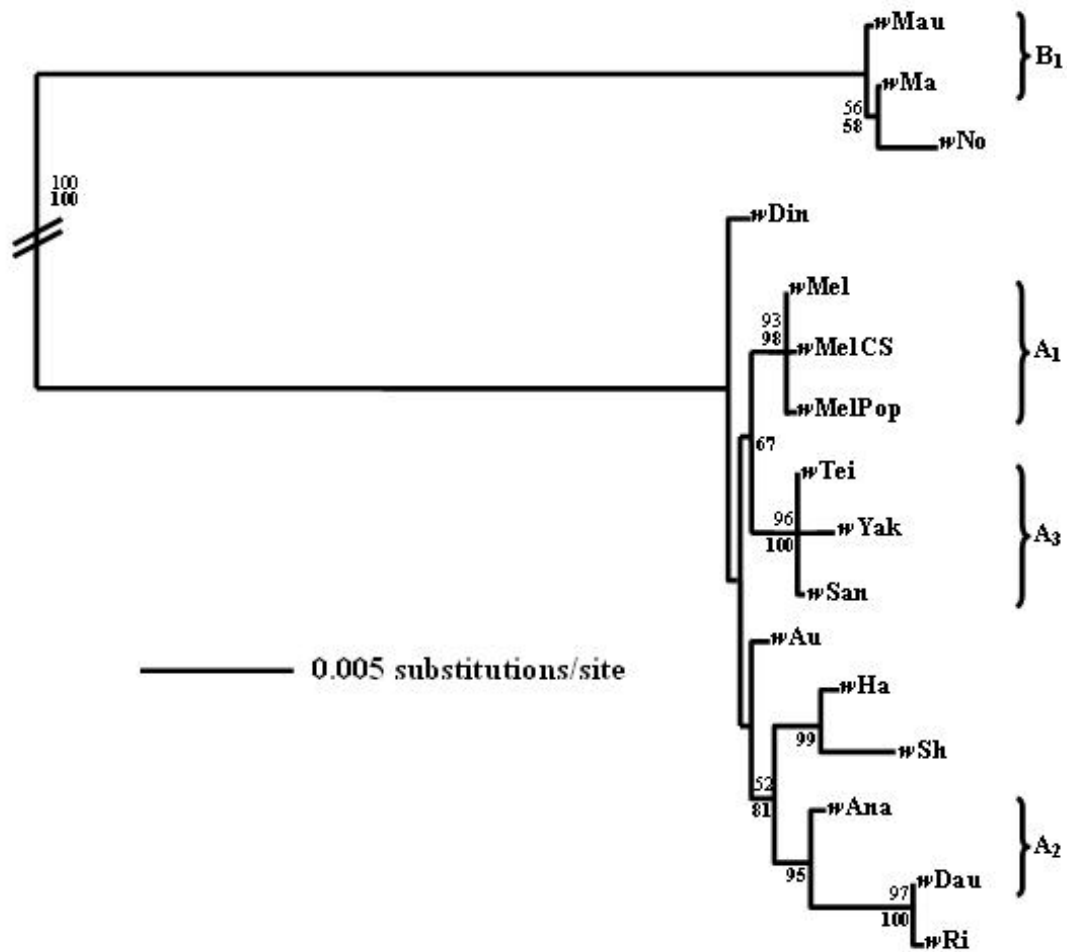 wMau
B1
wMa
56
58
wNo
100
100
wDin
wMel
93
98
wMelCS
A1
wMelPop
67
wTei
96
100
wYak
A3
wSan
wAu
0.005 substitutions/site
wHa
99
wSh
52
81
wAna
A2
95
wDau
97
100
wRi